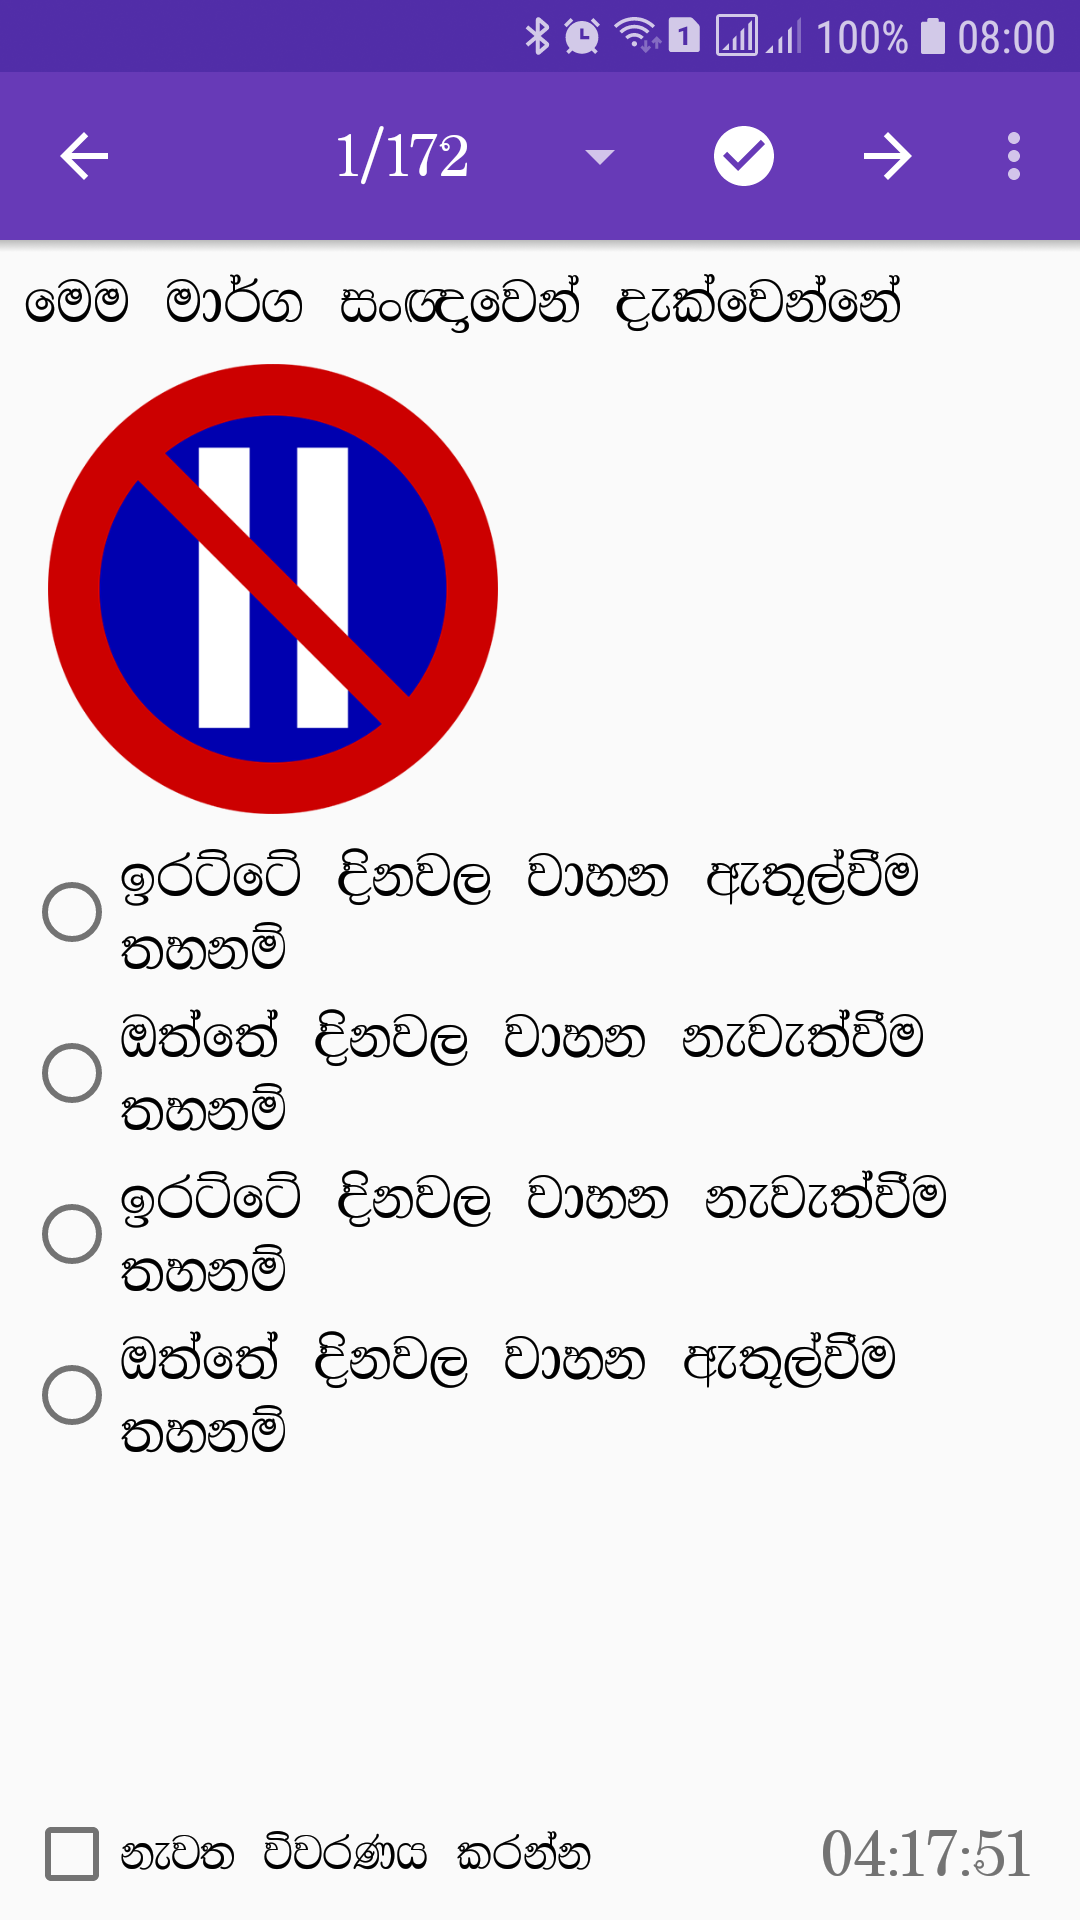 100% 08:00
1/172
මෙම මාර්ග සංඥාවෙන් දැක්වෙන්නේ
ඉරට්ටේ දිනවල වාහන ඇතුල්වීම
තහනම්
ඔත්තේ දිනවල වාහන නැවැත්වීම
තහනම්
ඉරට්ටේ දිනවල වාහන නැවැත්වීම
තහනම්
ඔත්තේ දිනවල වාහන ඇතුල්වීම
තහනම්
නැවත විවරණය කරන්න 04:17:51